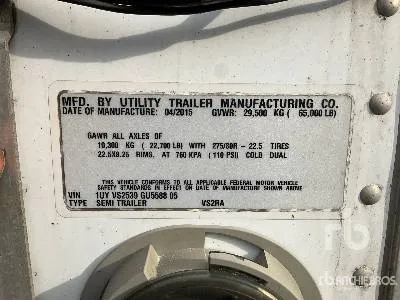 MFD. BY UTILITY TRAILER MANUFACTURING CO.
DATE OF MANUFACTURE: 04/2015 GVWR: 29,500 KG ( 65,000 LB)
GAWR ALL AXLES OF
10,300 KG ( 22,700 LB) WITH 275/80R - 22.5 TIRES
22.5X8.25 RIMS, AT 760 KPA (110 PSI) COLD DUAL
THIS VEHICLE CONFORMS TO ALL APPLICABLE FEDERAL MOTOR VEHICLE
SAFETY STANDARDS IN EFFECT ON DATE OF MANUFACTURE SHOWN ABOVE
VIN 1UY VS2539 GU5588 05
TYPE SEMI TRAILER VS2RA
rb
RITCHIE BROS.